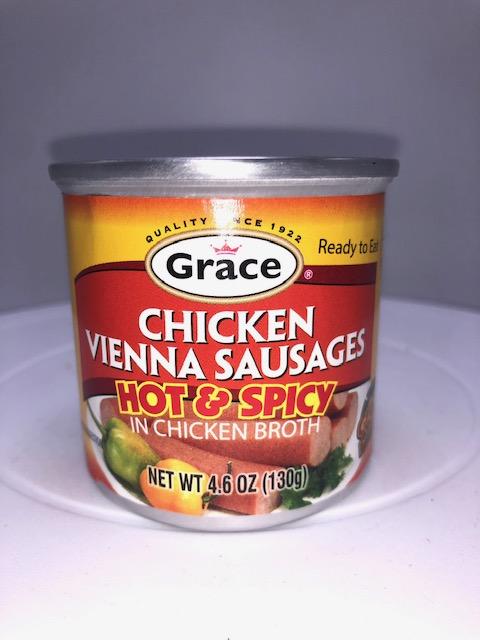 QUALITY CE 1922
Grace ®
Ready to Eat
CHICKEN
VIENNA SAUSAGES
HOT & SPICY
IN CHICKEN BROTH
NET WT 4.6 OZ (130g)